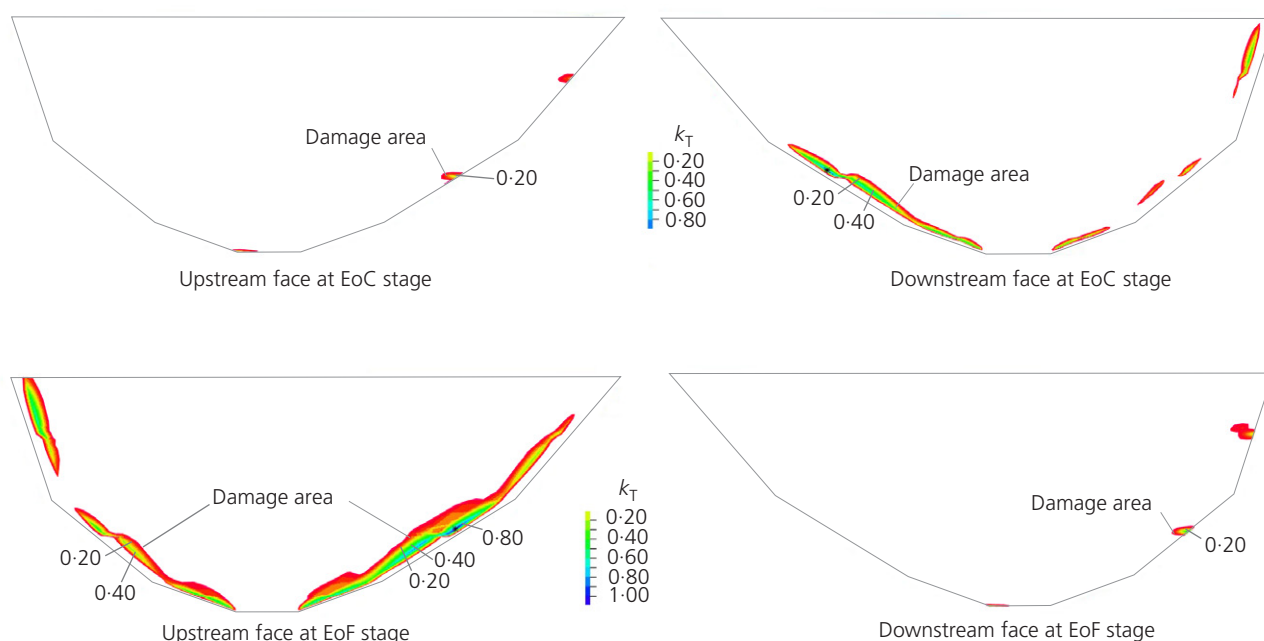 Damage area
0·20
Upstream face at EoC stage
k_T
0·20
0·40
0·60
0·80
0·20
0·40
Damage area
Downstream face at EoC stage
Damage area
0·20
0·40
0·80
0·40
0·20
Upstream face at EoF stage
k_T
0·20
0·40
0·60
0·80
1·00
Damage area
0·20
Downstream face at EoF stage